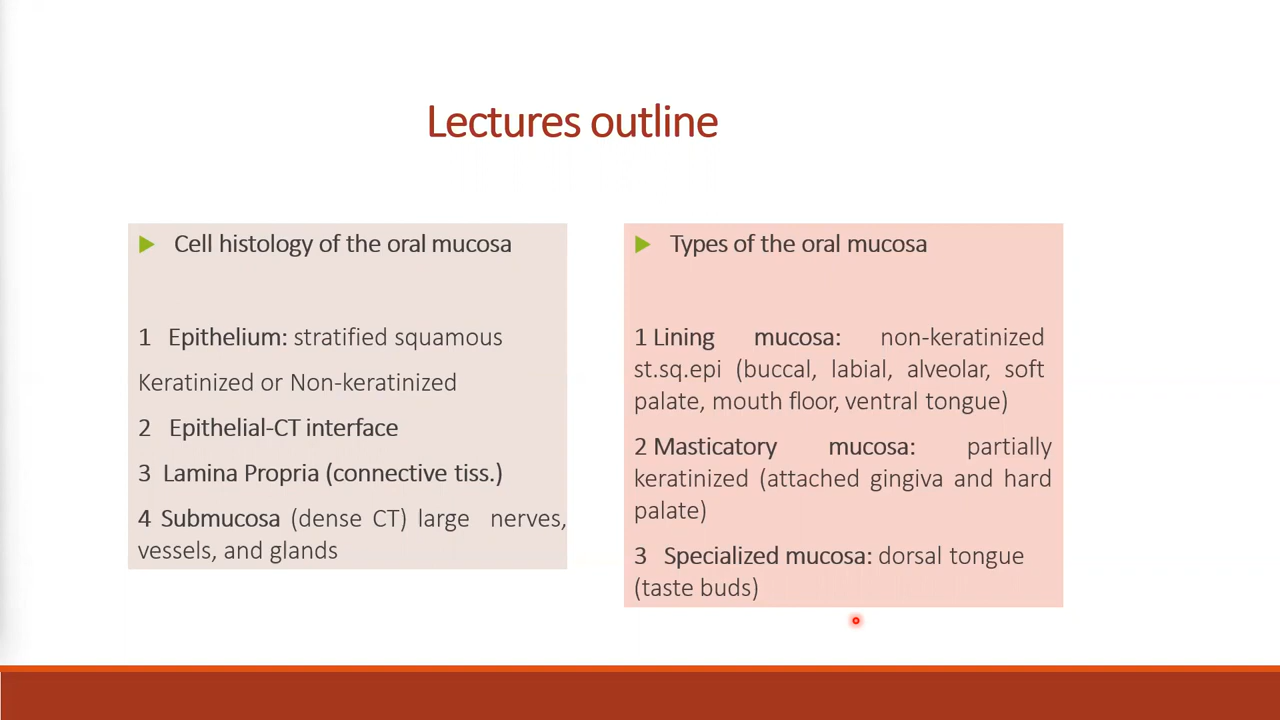 Lectures outline
Cell histology of the oral mucosa
1 Epithelium: stratified squamous
Keratinized or Non-keratinized
2 Epithelial-CT interface
3 Lamina Propria (connective tiss.)
4 Submucosa (dense CT) large nerves,
vessels, and glands
Types of the oral mucosa
1 Lining mucosa: non-keratinized
st.sq.epi (buccal, labial, alveolar, soft
palate, mouth floor, ventral tongue)
2 Masticatory mucosa: partially
keratinized (attached gingiva and hard
palate)
3 Specialized mucosa: dorsal tongue
(taste buds)